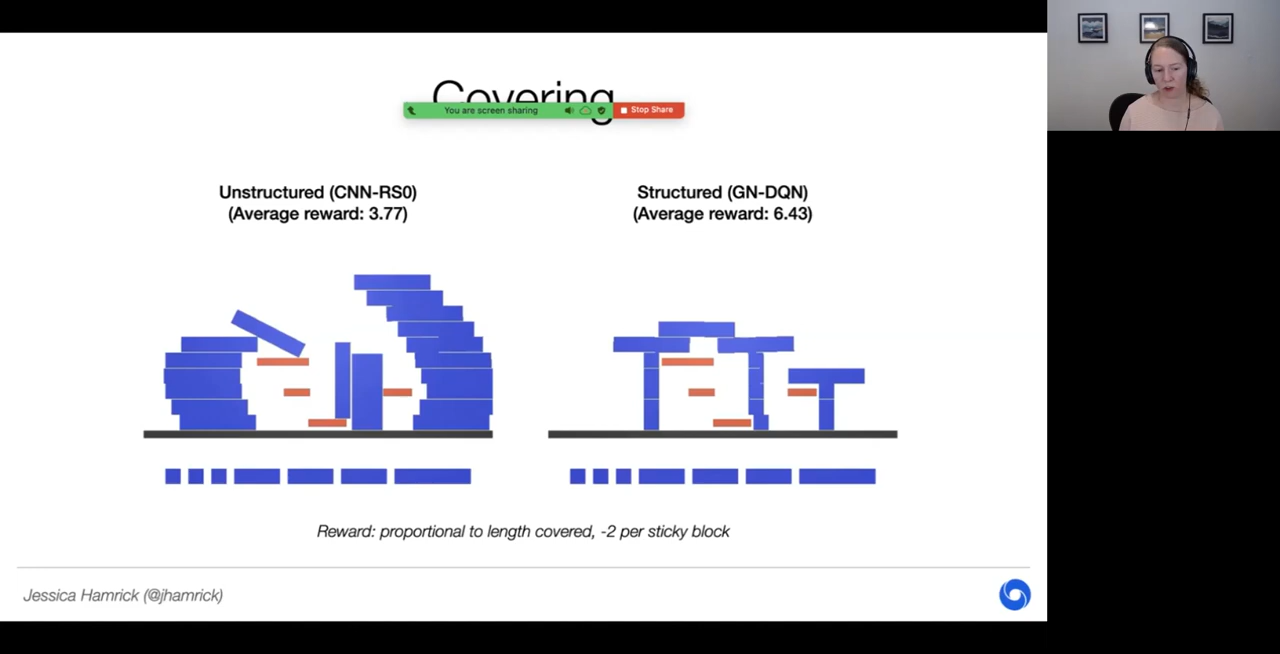 Covering
You are screen sharing
Stop Share
Unstructured (CNN-RS0)
(Average reward: 3.77)
Structured (GN-DQN)
(Average reward: 6.43)
Reward: proportional to length covered, -2 per sticky block
Jessica Hamrick (@jhamrick)